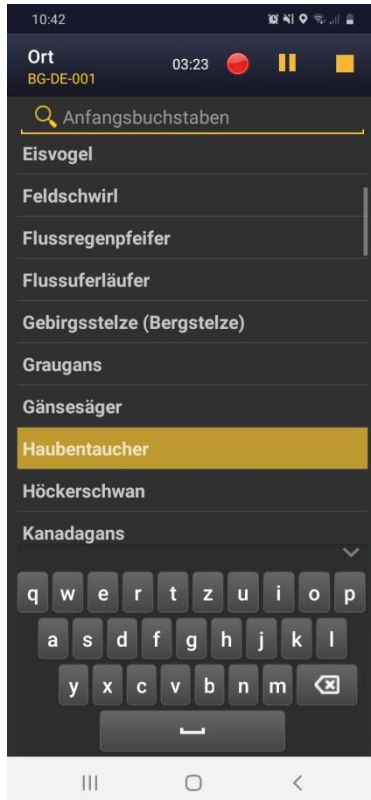 10:42
Ort
BG-DE-001
03:23
Anfangsbuchstaben
Eisvogel
Feldschwirl
Flussregenpfeifer
Flussuferläufer
Gebirgsstelze (Bergstelze)
Graugans
Gänsesäger
Haubentaucher
Höckerschwan
Kanadagans
q w e r t z u i o p
a s d f g h j k l
y x c v b n m